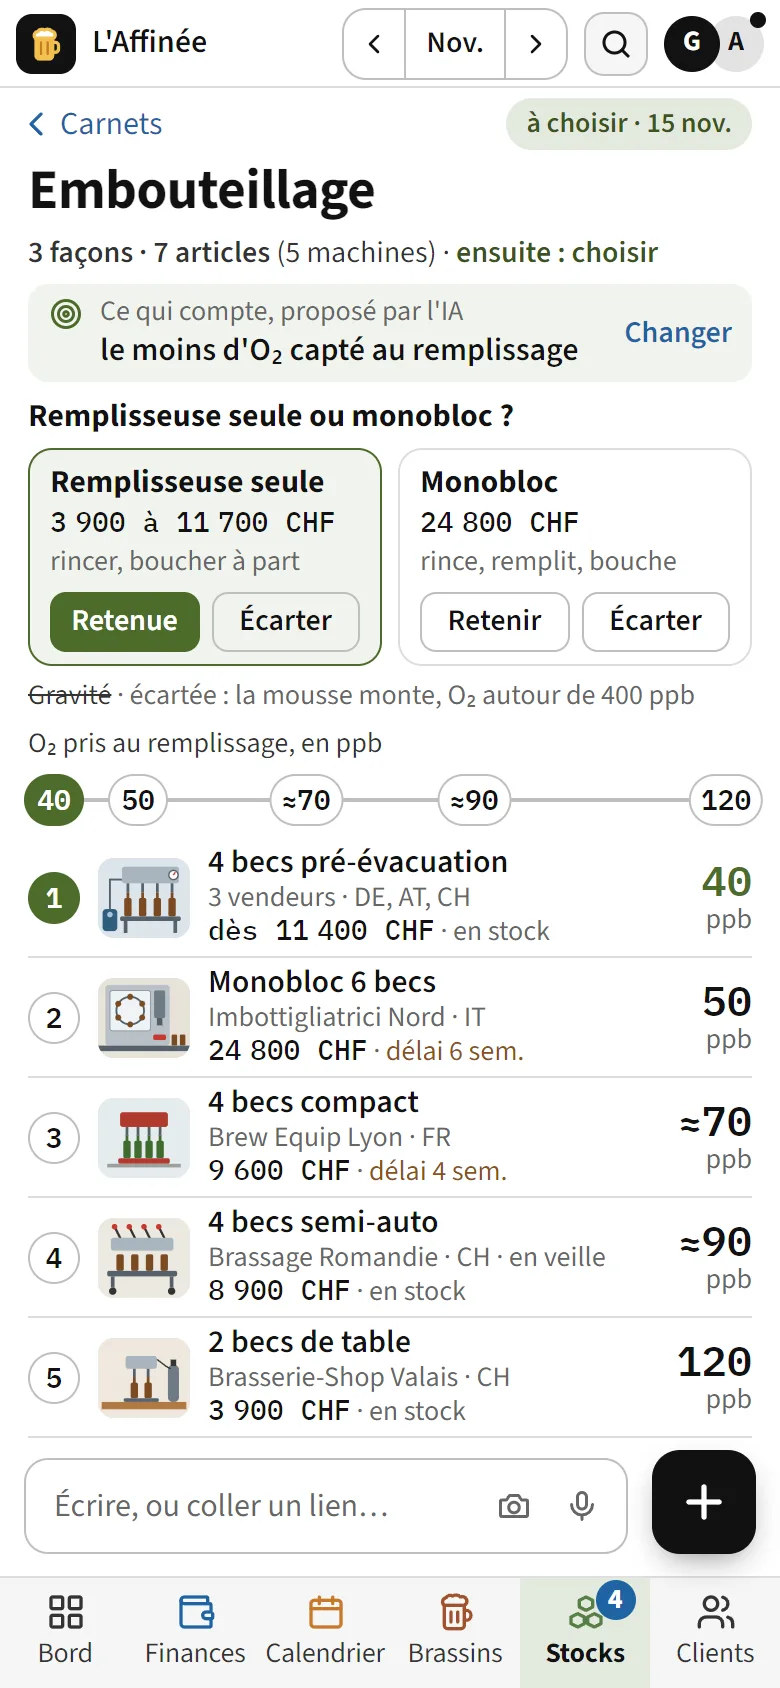 L'Affinée
Nov.
G
A
Carnets
à choisir · 15 nov.
Embouteillage
3 façons · 7 articles (5 machines) · ensuite : choisir
Ce qui compte, proposé par l'IA
le moins d'O₂ capté au remplissage
Changer
Remplisseuse seule ou monobloc ?
Remplisseuse seule
3 900 à 11 700 CHF
rincer, boucher à part
Retenue
Écarter
Monobloc
24 800 CHF
rince, remplit, bouche
Retenir
Écarter
Gravité · écartée : la mousse monte, O₂ autour de 400 ppb
O₂ pris au remplissage, en ppb
40
50
≈70
≈90
120
1
4 becs pré-évacuation
3 vendeurs · DE, AT, CH
dès 11 400 CHF · en stock
40
ppb
2
Monobloc 6 becs
Imbottigliatrici Nord · IT
24 800 CHF · délai 6 sem.
50
ppb
3
4 becs compact
Brew Equip Lyon · FR
9 600 CHF · délai 4 sem.
≈70
ppb
4
4 becs semi-auto
Brassage Romandie · CH · en veille
8 900 CHF · en stock
≈90
ppb
5
2 becs de table
Brasserie-Shop Valais · CH
3 900 CHF · en stock
120
ppb
Écrire, ou coller un lien…
Bord
Finances
Calendrier
Brassins
4
Stocks
Clients